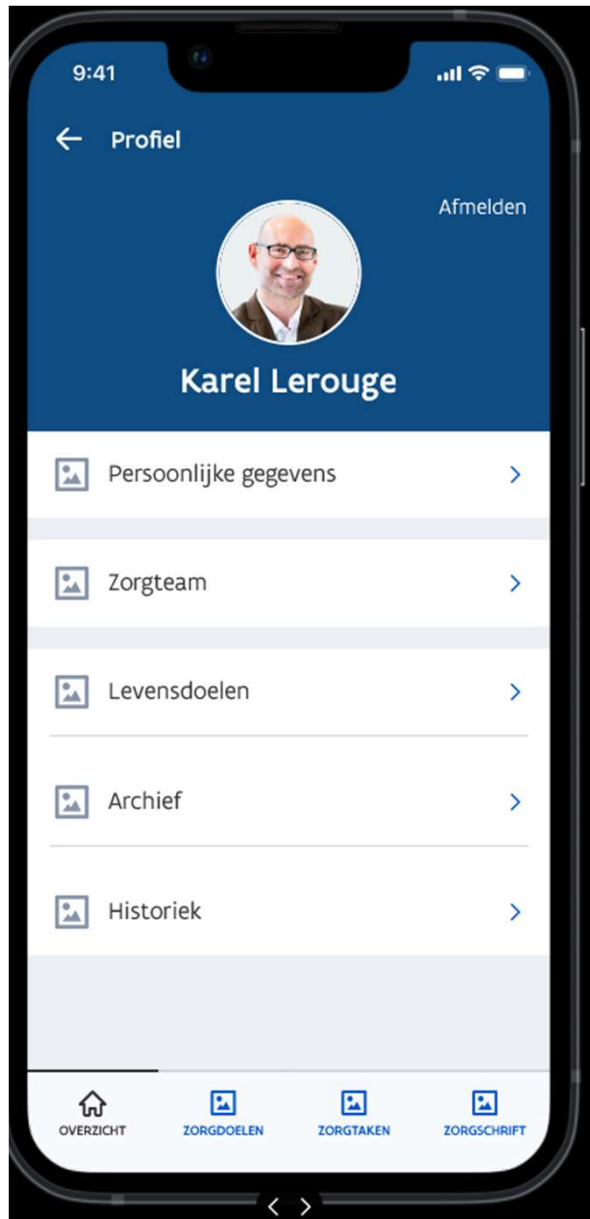 9:41
Profiel
Afmelden
Karel Lerouge
Persoonlijke gegevens
Zorgteam
Levensdoelen
Archief
Historiek
OVERZICHT ZORGDOELEN ZORGTAKEN ZORGSCHRIFT